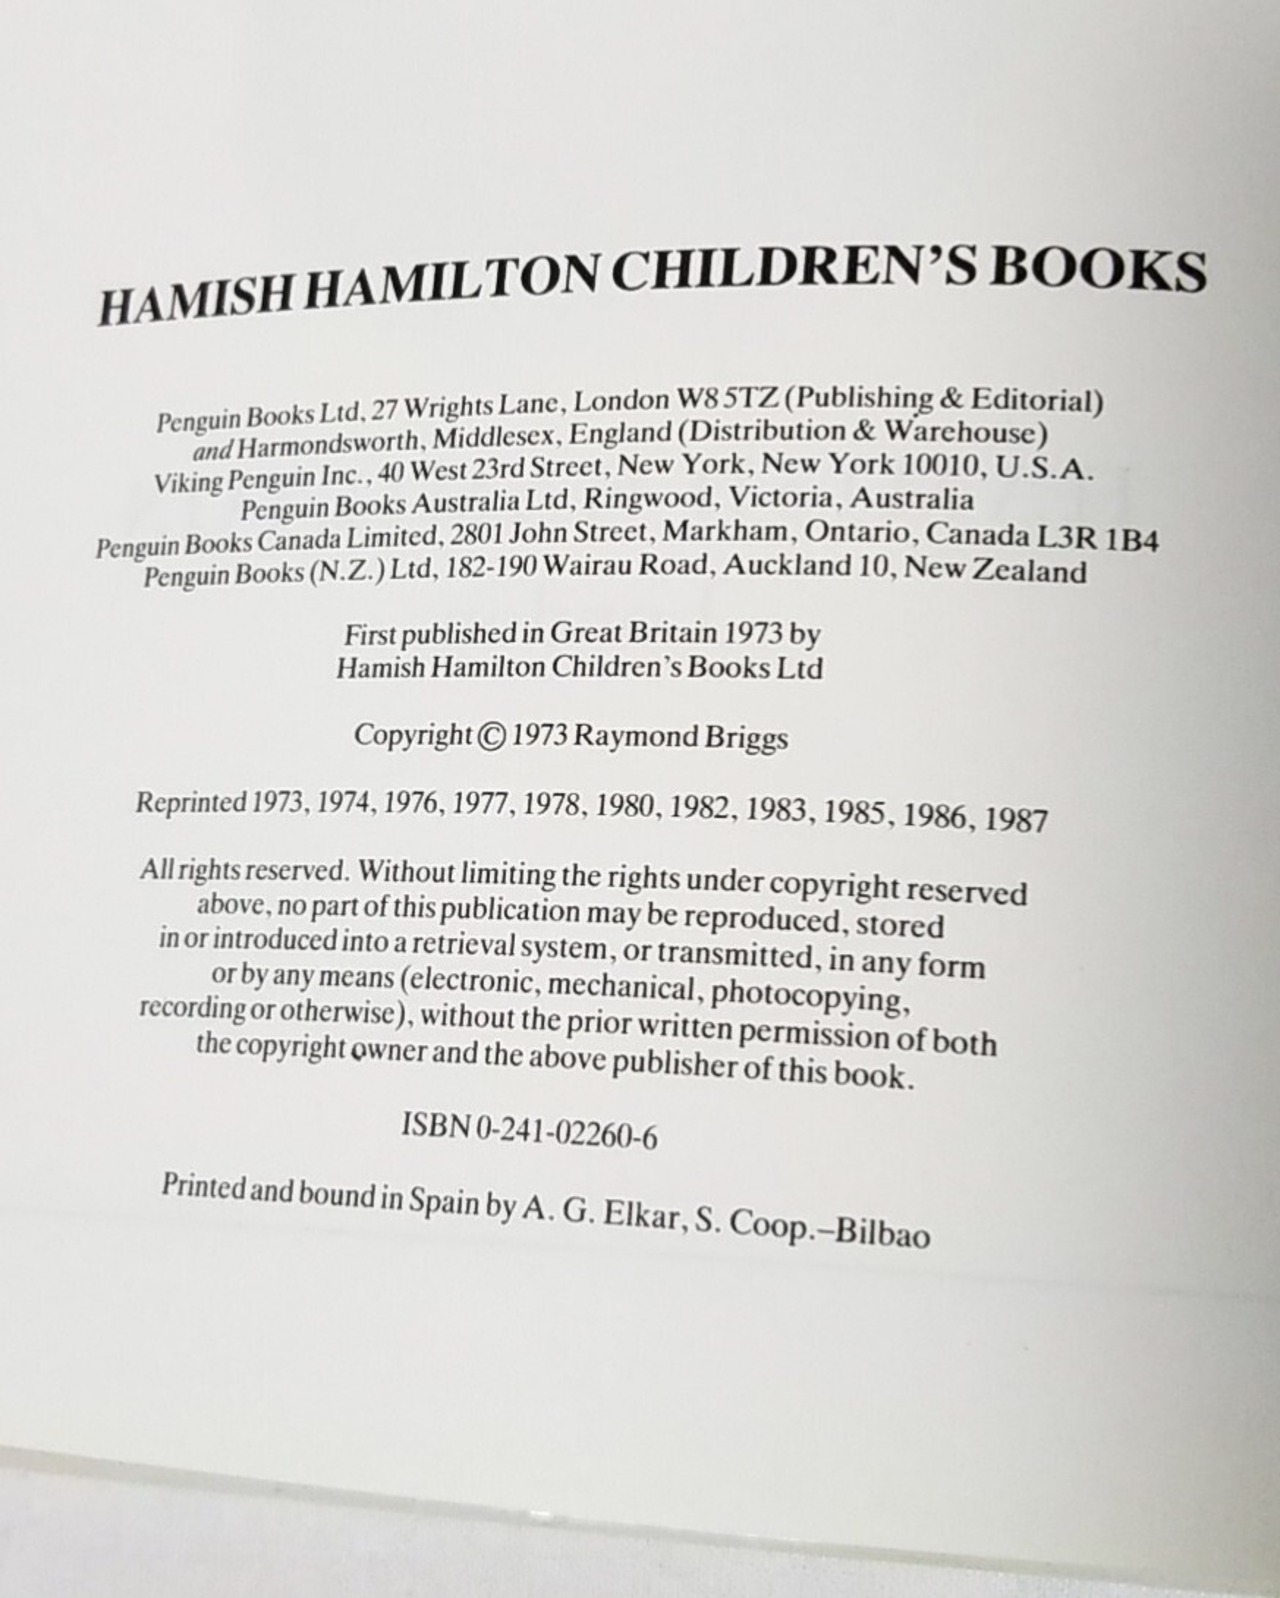 HAMISH HAMILTON CHILDREN'S BOOKS
Penguin Books Ltd, 27 Wrights Lane, London W8 5TZ (Publishing & Editorial)
and Harmondsworth, Middlesex, England (Distribution & Warehouse)
Viking Penguin Inc., 40 West 23rd Street, New York, New York 10010, U.S.A.
Penguin Books Australia Ltd, Ringwood, Victoria, Australia
Penguin Books Canada Limited, 2801 John Street, Markham, Ontario, Canada L3R 1B4
Penguin Books (N.Z.) Ltd, 182-190 Wairau Road, Auckland 10, New Zealand
First published in Great Britain 1973 by
Hamish Hamilton Children's Books Ltd
Copyright © 1973 Raymond Briggs
Reprinted 1973, 1974, 1976, 1977, 1978, 1980, 1982, 1983, 1985, 1986, 1987
All rights reserved. Without limiting the rights under copyright reserved
above, no part of this publication may be reproduced, stored
in or introduced into a retrieval system, or transmitted, in any form
or by any means (electronic, mechanical, photocopying,
recording or otherwise), without the prior written permission of both
the copyright owner and the above publisher of this book.
ISBN 0-241-02260-6
Printed and bound in Spain by A. G. Elkar, S. Coop.–Bilbao